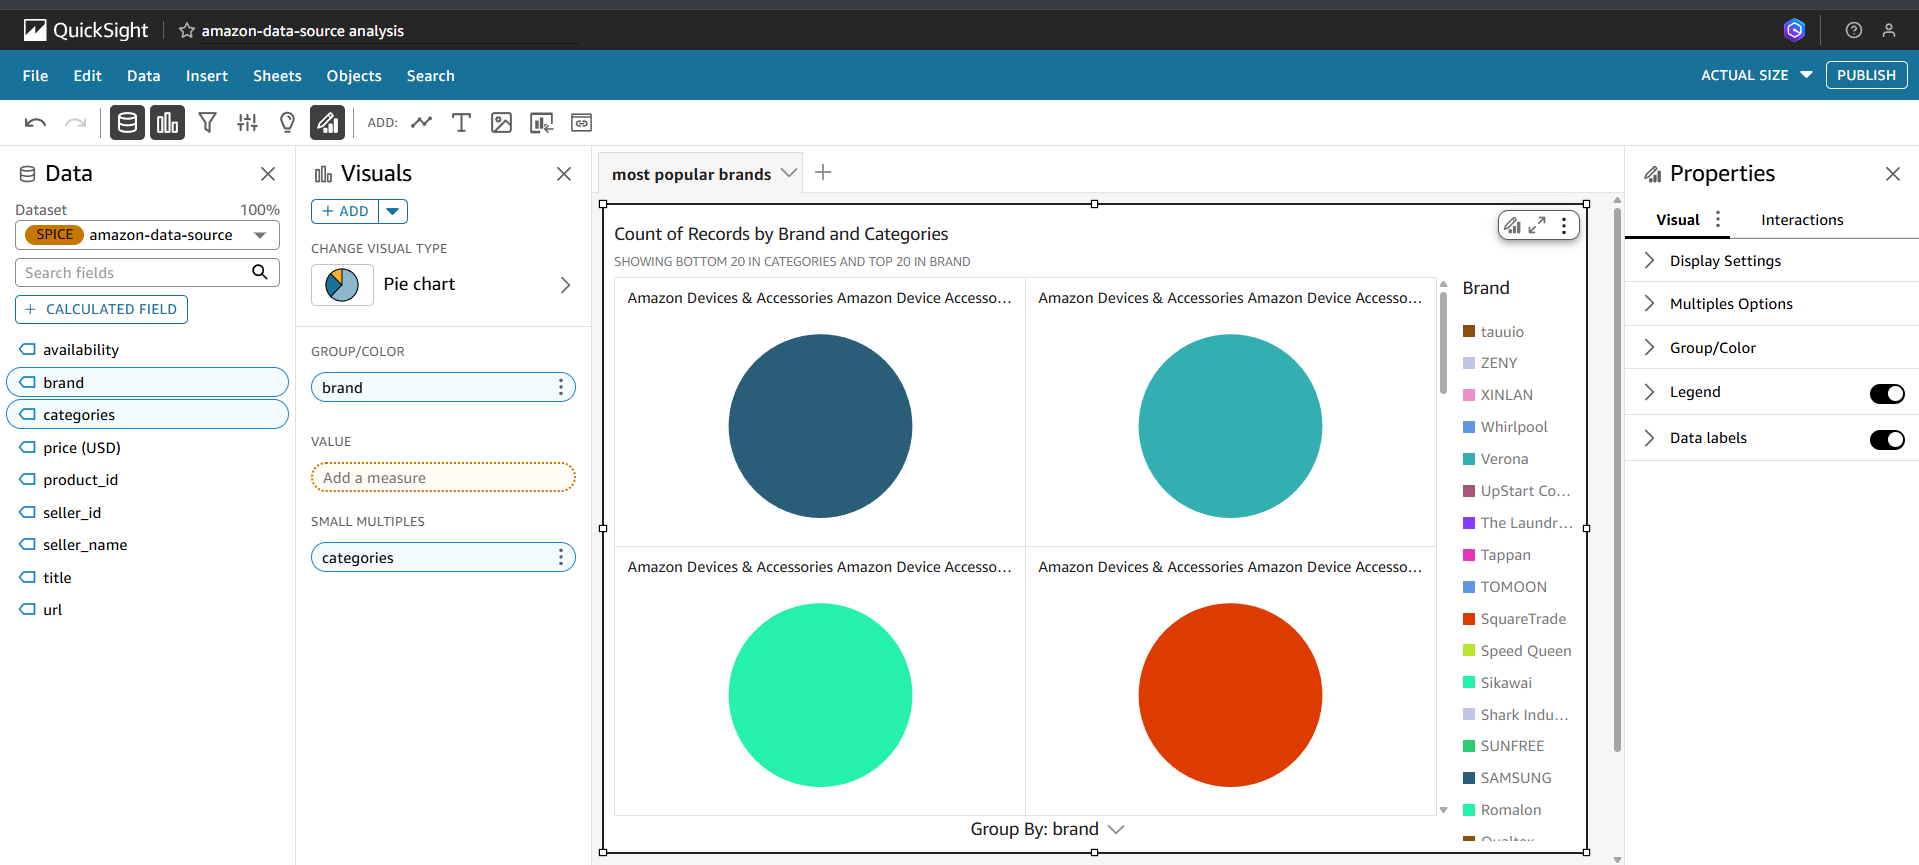 QuickSight
amazon-data-source analysis
File Edit Data Insert Sheets Objects Search
ACTUAL SIZE
PUBLISH
ADD:
Data
Dataset 100%
SPICE amazon-data-source
Search fields
+ CALCULATED FIELD
availability
brand
categories
price (USD)
product_id
seller_id
seller_name
title
url
Visuals
+ ADD
CHANGE VISUAL TYPE
Pie chart
GROUP/COLOR
brand
VALUE
Add a measure
SMALL MULTIPLES
categories
most popular brands
Count of Records by Brand and Categories
SHOWING BOTTOM 20 IN CATEGORIES AND TOP 20 IN BRAND
Amazon Devices & Accessories Amazon Device Accesso...
Amazon Devices & Accessories Amazon Device Accesso...
Amazon Devices & Accessories Amazon Device Accesso...
Amazon Devices & Accessories Amazon Device Accesso...
Group By: brand
Brand
tauuio
ZENY
XINLAN
Whirlpool
Verona
UpStart Co...
The Laundr...
Tappan
TOMOON
SquareTrade
Speed Queen
Sikawai
Shark Indu...
SUNFREE
SAMSUNG
Romalon
Properties
Visual
Interactions
Display Settings
Multiples Options
Group/Color
Legend
Data labels